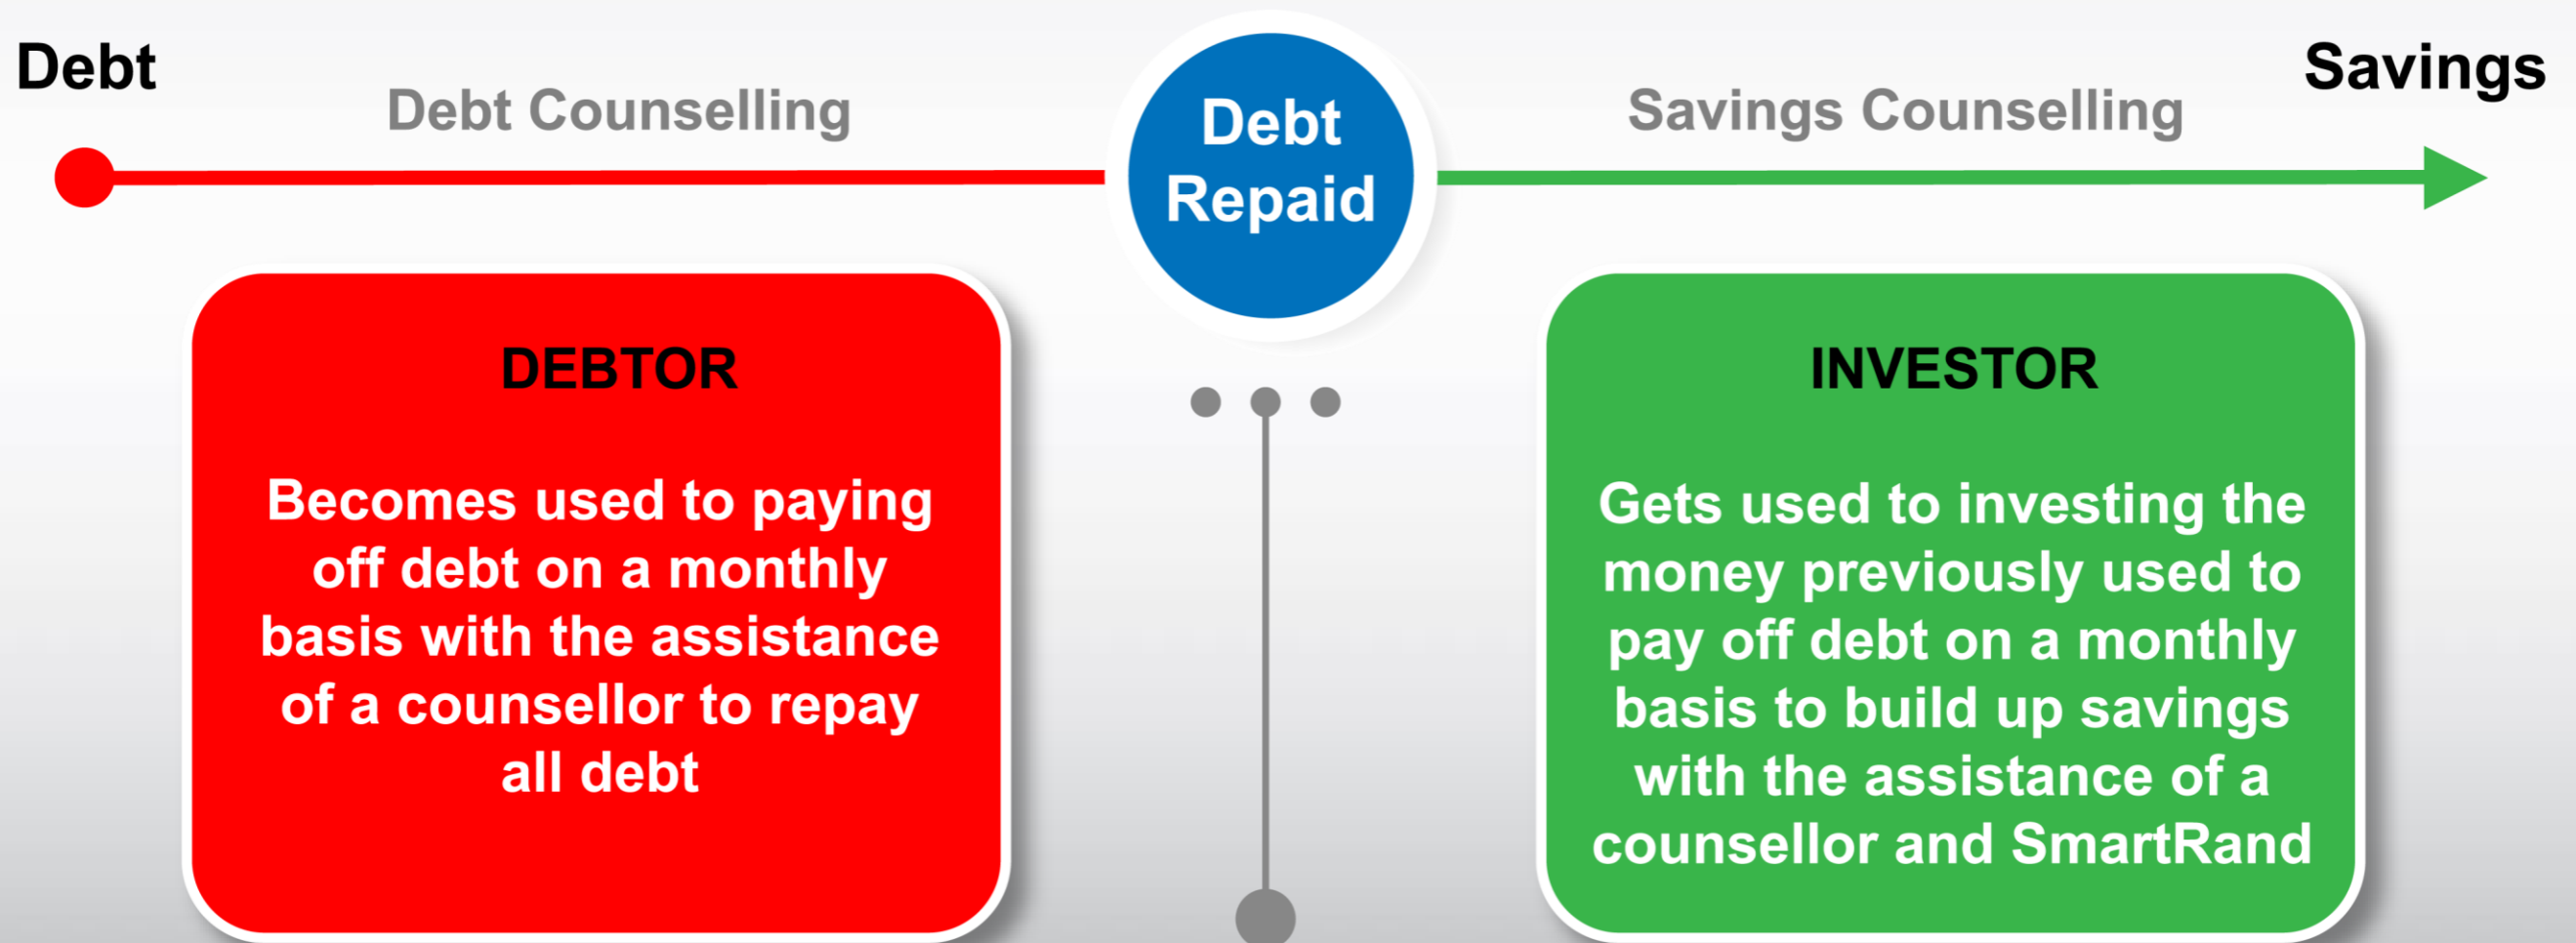 Debt
Debt Counselling
Debt
Repaid
Savings Counselling
Savings
DEBTOR
Becomes used to paying
off debt on a monthly
basis with the assistance
of a counsellor to repay
all debt
INVESTOR
Gets used to investing the
money previously used to
pay off debt on a monthly
basis to build up savings
with the assistance of a
counsellor and SmartRand